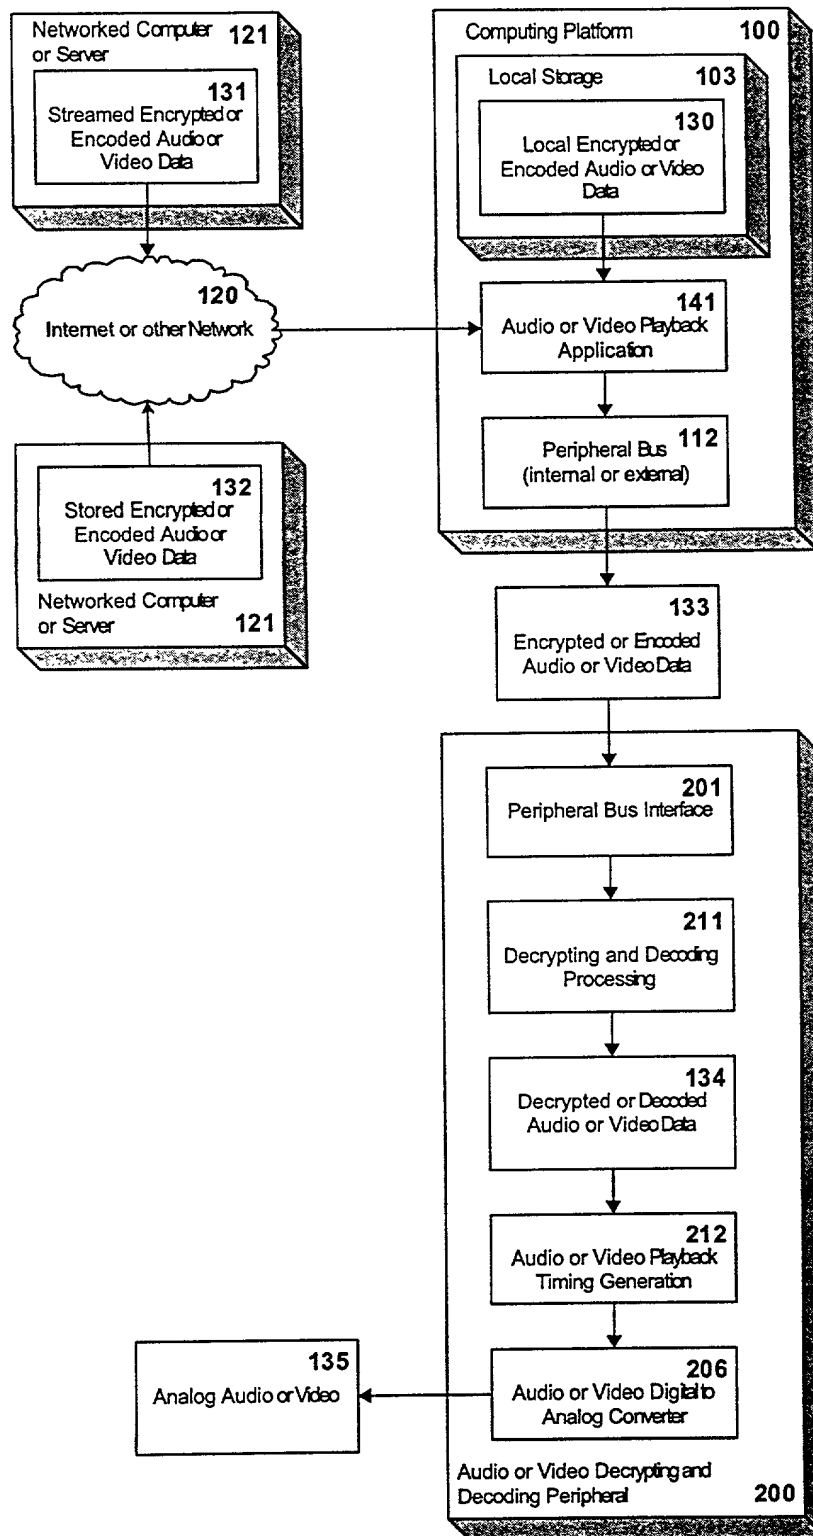 Networked Computer
or Server
121
131
Streamed Encrypted or
Encoded Audio or
Video Data
Computing Platform
100
Local Storage
103
130
Local Encrypted or
Encoded Audio or Video
Data
120
Internet or other Network
141
Audio or Video Playback
Application
112
Peripheral Bus
(internal or external)
132
Stored Encrypted or
Encoded Audio or
Video Data
Networked Computer
or Server
121
133
Encrypted or Encoded
Audio or Video Data
201
Peripheral Bus Interface
211
Decrypting and Decoding
Processing
134
Decrypted or Decoded
Audio or Video Data
212
Audio or Video Playback
Timing Generation
135
Analog Audio or Video
206
Audio or Video Digital to
Analog Converter
Audio or Video Decrypting and
Decoding Peripheral
200